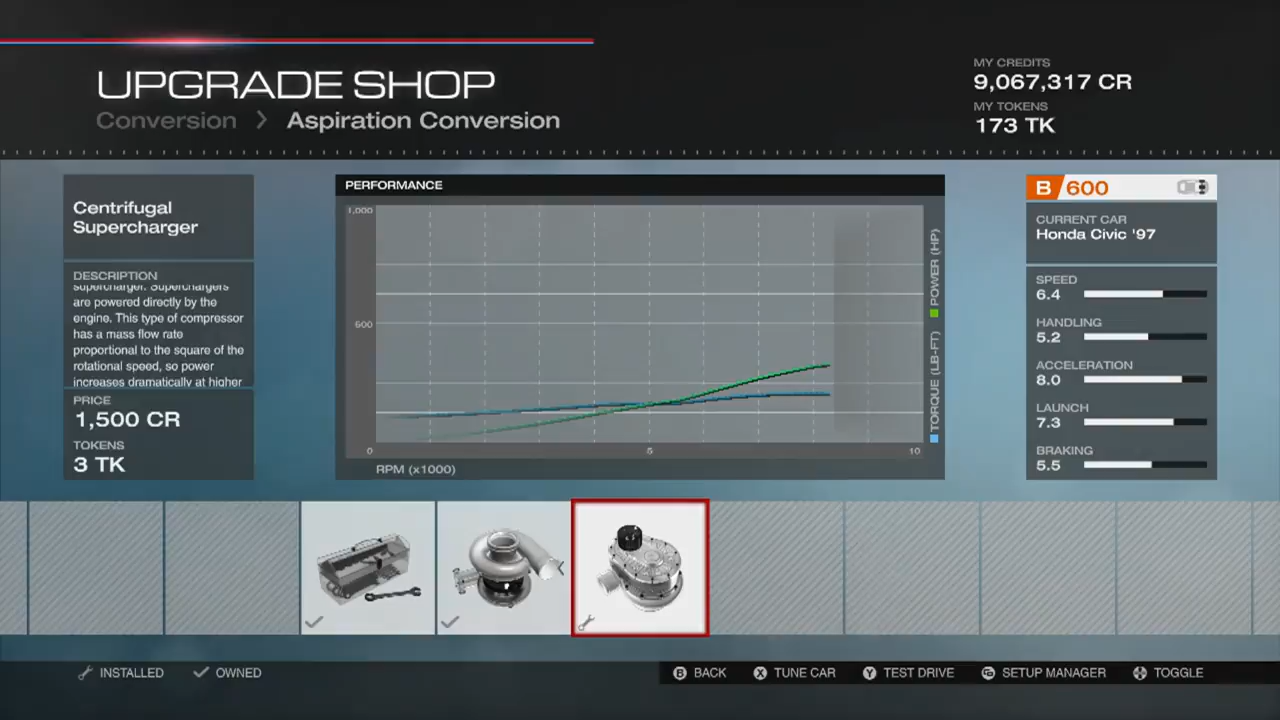 UPGRADE SHOP
Conversion > Aspiration Conversion
MY CREDITS
9,067,317 CR
MY TOKENS
173 TK
Centrifugal
Supercharger
DESCRIPTION
supercharger. Superchargers
are powered directly by the
engine. This type of compressor
has a mass flow rate
proportional to the square of the
rotational speed, so power
increases dramatically at higher
PRICE
1,500 CR
TOKENS
3 TK
PERFORMANCE
1,000
500
0
5
10
RPM (x1000)
POWER (HP)
TORQUE (LB-FT)
B 600
CURRENT CAR
Honda Civic '97
SPEED
6.4
HANDLING
5.2
ACCELERATION
8.0
LAUNCH
7.3
BRAKING
5.5
INSTALLED
OWNED
B BACK
X TUNE CAR
Y TEST DRIVE
SETUP MANAGER
TOGGLE